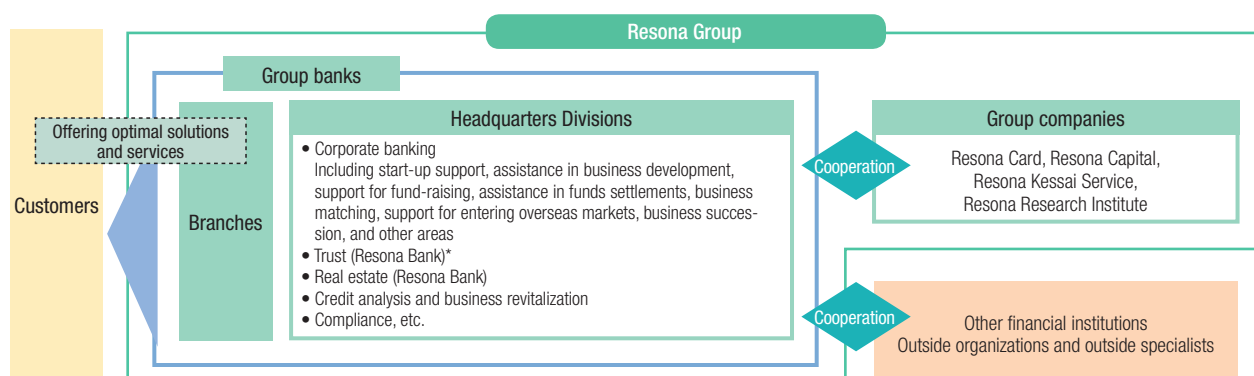 Resona Group
Group banks
Customers
Offering optimal solutions
and services
Branches
Headquarters Divisions
• Corporate banking
Including start-up support, assistance in business development,
support for fund-raising, assistance in funds settlements, business
matching, support for entering overseas markets, business succes-
sion, and other areas
• Trust (Resona Bank)*
• Real estate (Resona Bank)
• Credit analysis and business revitalization
• Compliance, etc.
Cooperation
Group companies
Resona Card, Resona Capital,
Resona Kessai Service,
Resona Research Institute
Cooperation
Other financial institutions
Outside organizations and outside specialists